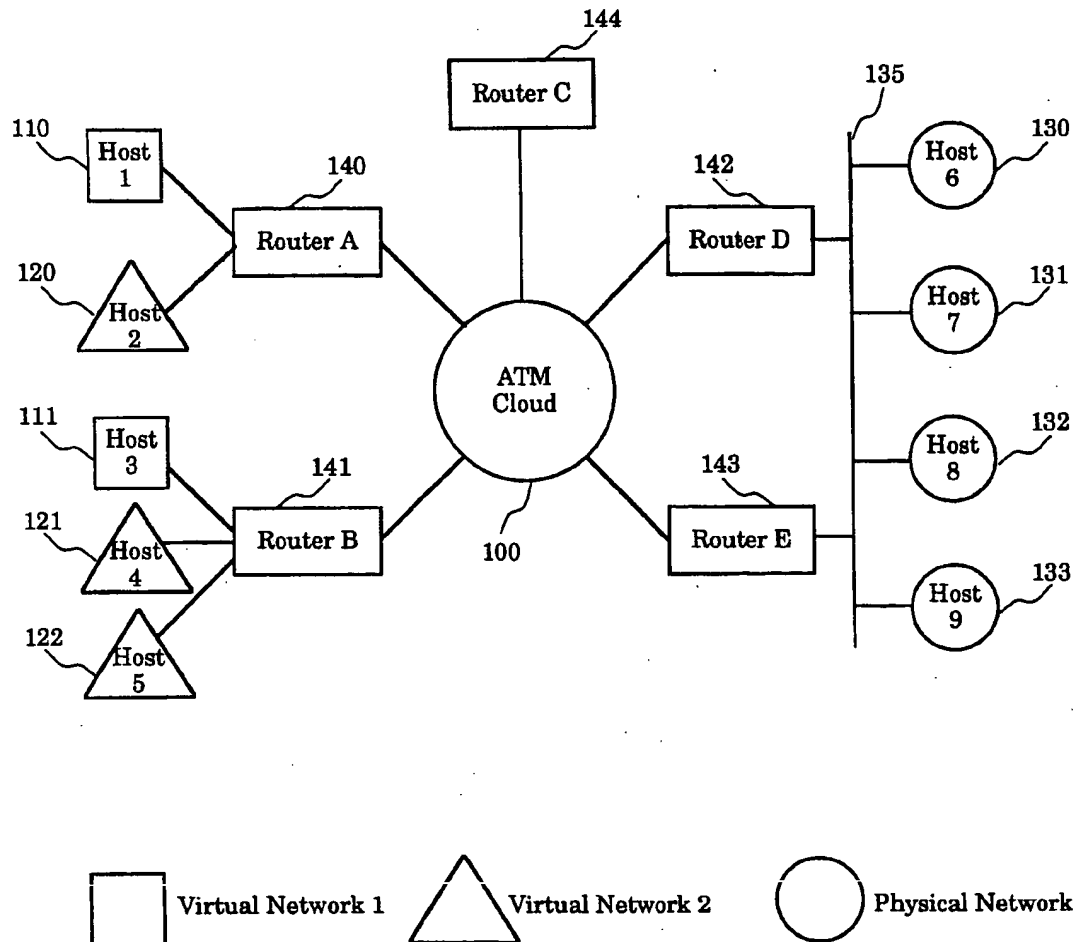 144
Router C
135
110
Host
1
140
Router A
142
Router D
Host
6
130
120
Host
2
Host
7
131
ATM
Cloud
111
Host
3
141
Router B
143
Router E
Host
8
132
121
Host
4
100
122
Host
5
Host
9
133
Virtual Network 1
Virtual Network 2
Physical Network